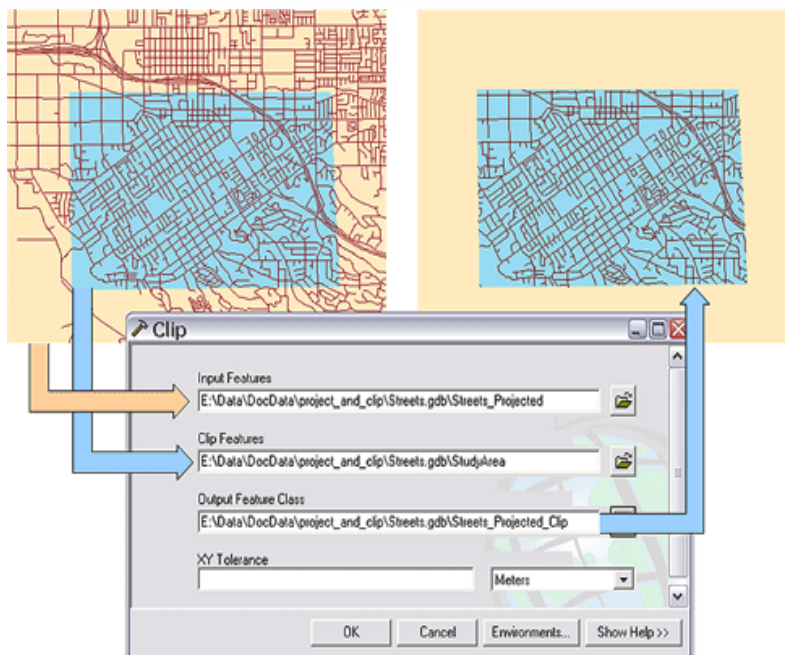 Clip
Input Features
E:\Data\DocData\project_and_clip\Streets.gdb\Streets_Projected
Clip Features
E:\Data\DocData\project_and_clip\Streets.gdb\StudyArea
Output Feature Class
E:\Data\DocData\project_and_clip\Streets.gdb\Streets_Projected_Clip
XY Tolerance
Meters
OK Cancel Environments... Show Help >>